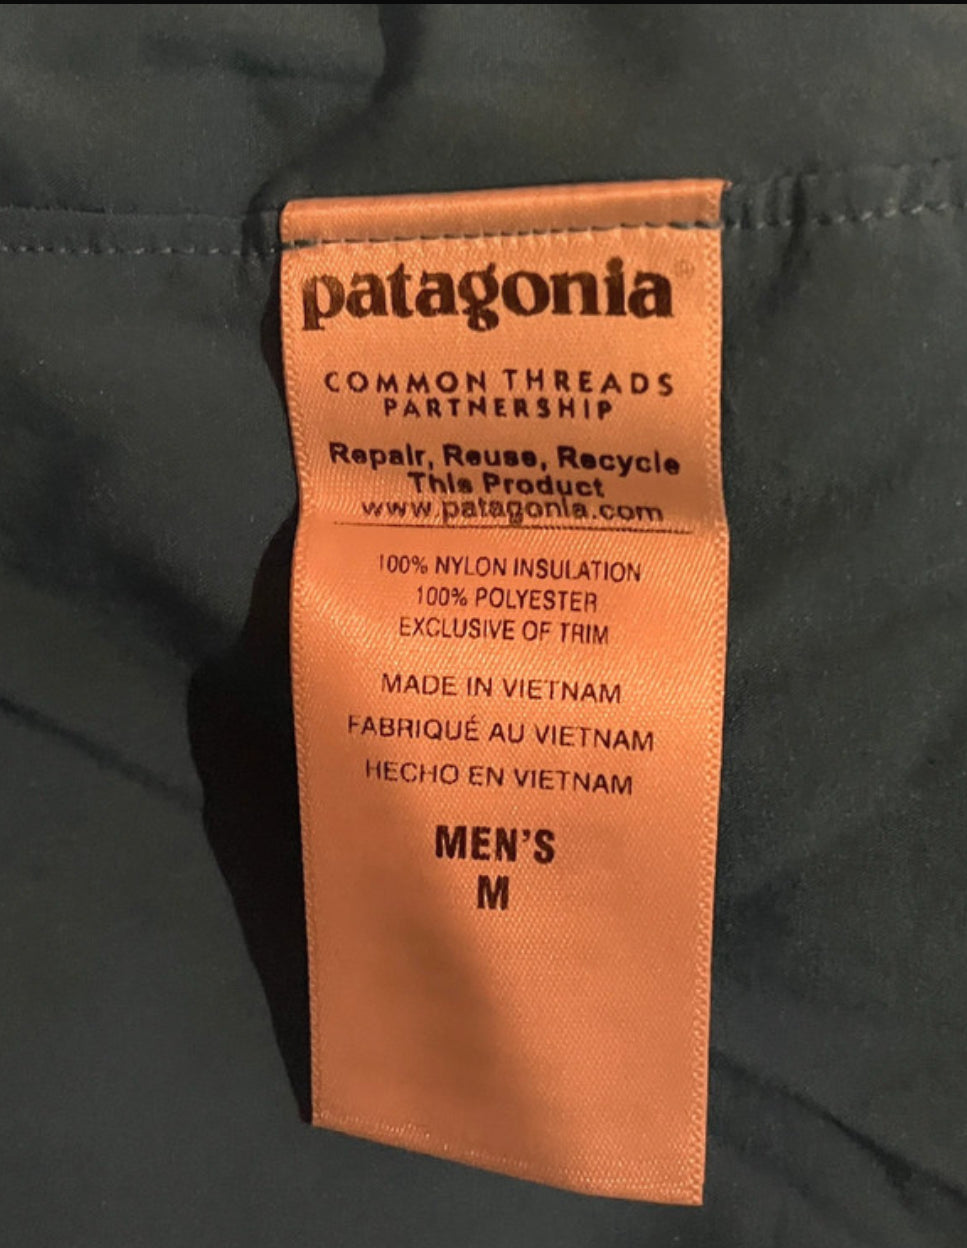 patagonia®
COMMON THREADS
PARTNERSHIP
Repair, Reuse, Recycle
This Product
www.patagonia.com
100% NYLON INSULATION
100% POLYESTER
EXCLUSIVE OF TRIM
MADE IN VIETNAM
FABRIQUÉ AU VIETNAM
HECHO EN VIETNAM
MEN'S
M